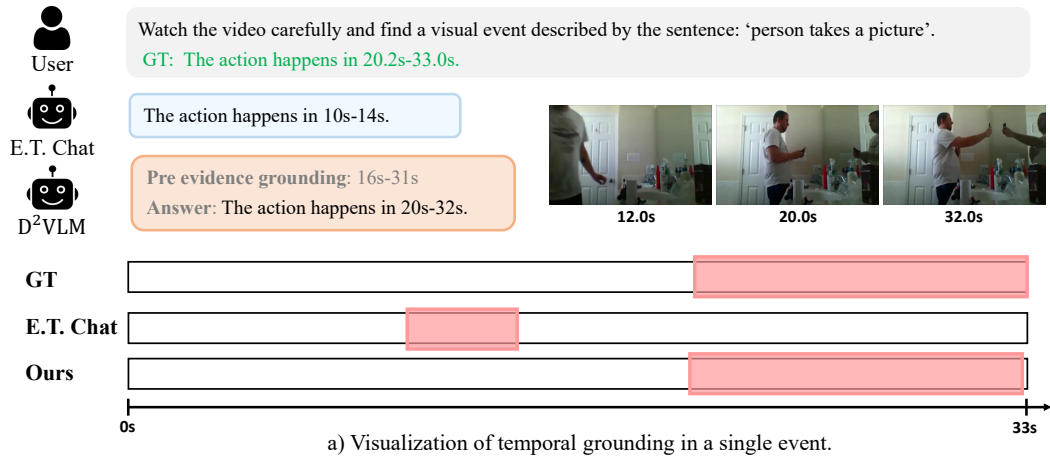 Watch the video carefully and find a visual event described by the sentence: ‘person takes a picture’.
User
GT: The action happens in 20.2s-33.0s.
The action happens in 10s-14s.
E.T. Chat
Pre evidence grounding: 16s-31s
Answer: The action happens in 20s-32s.
D²VLM
12.0s
20.0s
32.0s
GT
E.T. Chat
Ours
0s
33s
a) Visualization of temporal grounding in a single event.